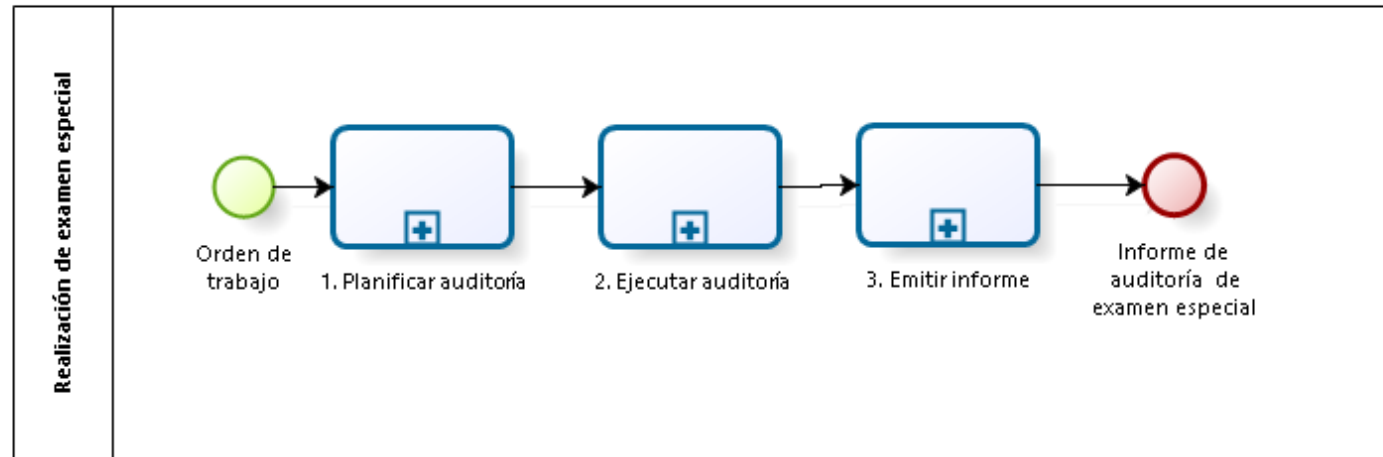 Realización de examen especial
Orden de
trabajo
1. Planificar auditoría
2. Ejecutar auditoría
3. Emitir informe
Informe de
auditoría de
examen especial